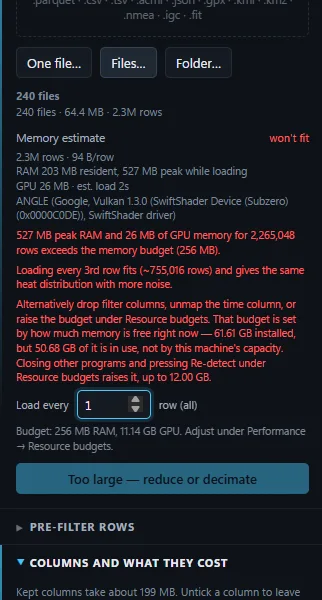 .parquet · .csv · .tsv · .acmi · .json · .gpx · .kml · .kmz ·
.nmea · .igc · .fit
One file...
Files...
Folder...
240 files
240 files · 64.4 MB · 2.3M rows
Memory estimate
won't fit
2.3M rows · 94 B/row
RAM 203 MB resident, 527 MB peak while loading
GPU 26 MB · est. load 2s
ANGLE (Google, Vulkan 1.3.0 (SwiftShader Device (Subzero)
(0x0000C0DE)), SwiftShader driver)
527 MB peak RAM and 26 MB of GPU memory for 2,265,048
rows exceeds the memory budget (256 MB).
Loading every 3rd row fits (~755,016 rows) and gives the same
heat distribution with more noise.
Alternatively drop filter columns, unmap the time column, or
raise the budget under Resource budgets. That budget is set
by how much memory is free right now — 61.61 GB installed,
but 50.68 GB of it is in use, not by this machine's capacity.
Closing other programs and pressing Re-detect under
Resource budgets raises it, up to 12.00 GB.
Load every 1 row (all)
Budget: 256 MB RAM, 11.14 GB GPU. Adjust under Performance
→ Resource budgets.
Too large — reduce or decimate
▶ PRE-FILTER ROWS
▼ COLUMNS AND WHAT THEY COST
Kept columns take about 199 MB. Untick a column to leave